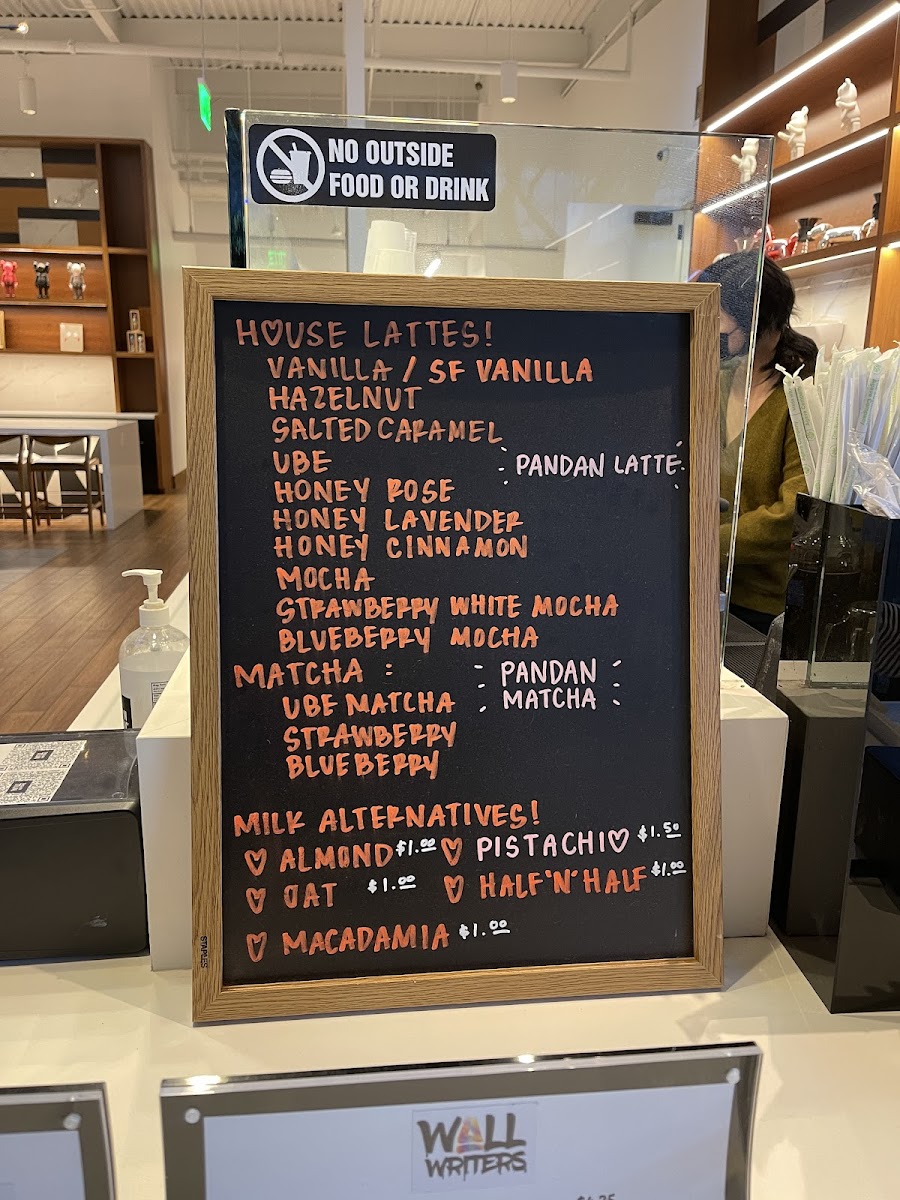 NO OUTSIDE
FOOD OR DRINK
HOUSE LATTES!
VANILLA / SF VANILLA
HAZELNUT
SALTED CARAMEL
UBE
PANDAN LATTE
HONEY ROSE
HONEY LAVENDER
HONEY CINNAMON
MOCHA
STRAWBERRY WHITE MOCHA
BLUEBERRY MOCHA
MATCHA :
PANDAN
MATCHA
UBE MATCHA
STRAWBERRY
BLUEBERRY
MILK ALTERNATIVES!
ALMOND $1.00
PISTACHIO $1.50
OAT $1.00
HALF 'N' HALF $1.00
MACADAMIA $1.00
STAPLES
WALL
WRITERS